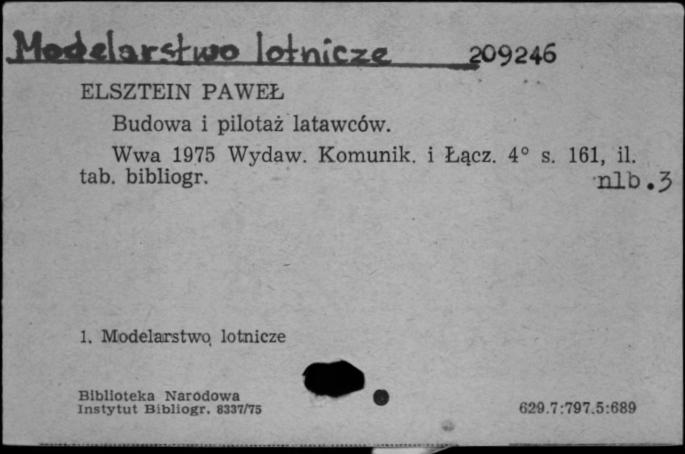 Modelarstwo lotnicze 209246
ELSZTEIN PAWEŁ
Budowa i pilotaż latawców.
Wwa 1975 Wydaw. Komunik. i Łącz. 4° s. 161, il.
tab. bibliogr. nlb.3
1. Modelarstwo lotnicze
Biblioteka Narodowa
Instytut Bibliogr. 8337/75
629.7:797.5:689